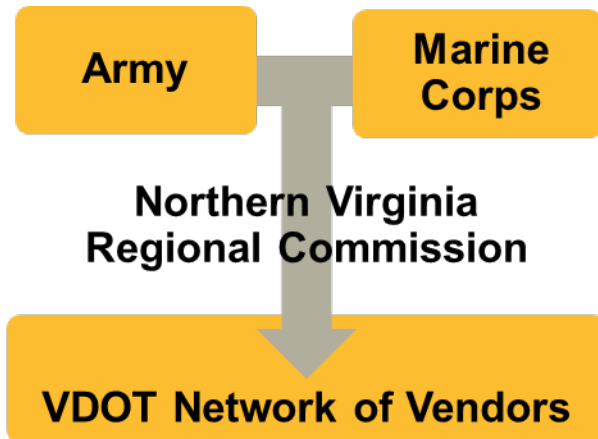 Army
Marine
Corps
Northern Virginia
Regional Commission
VDOT Network of Vendors